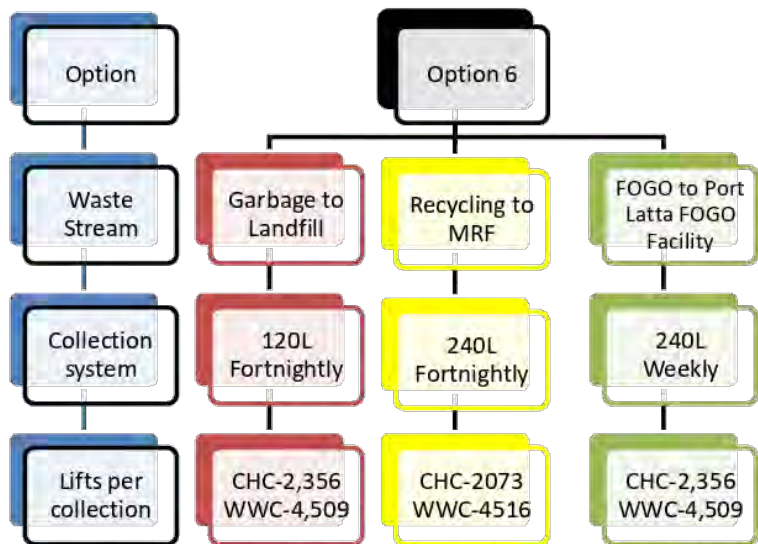 Option
Option 6
Waste
Stream
Garbage to
Landfill
Recycling to
MRF
FOGO to Port
Latta FOGO
Facility
Collection
system
120L
Fortnightly
240L
Fortnightly
240L
Weekly
Lifts per
collection
CHC-2,356
WWC-4,509
CHC-2073
WWC-4516
CHC-2,356
WWC-4,509